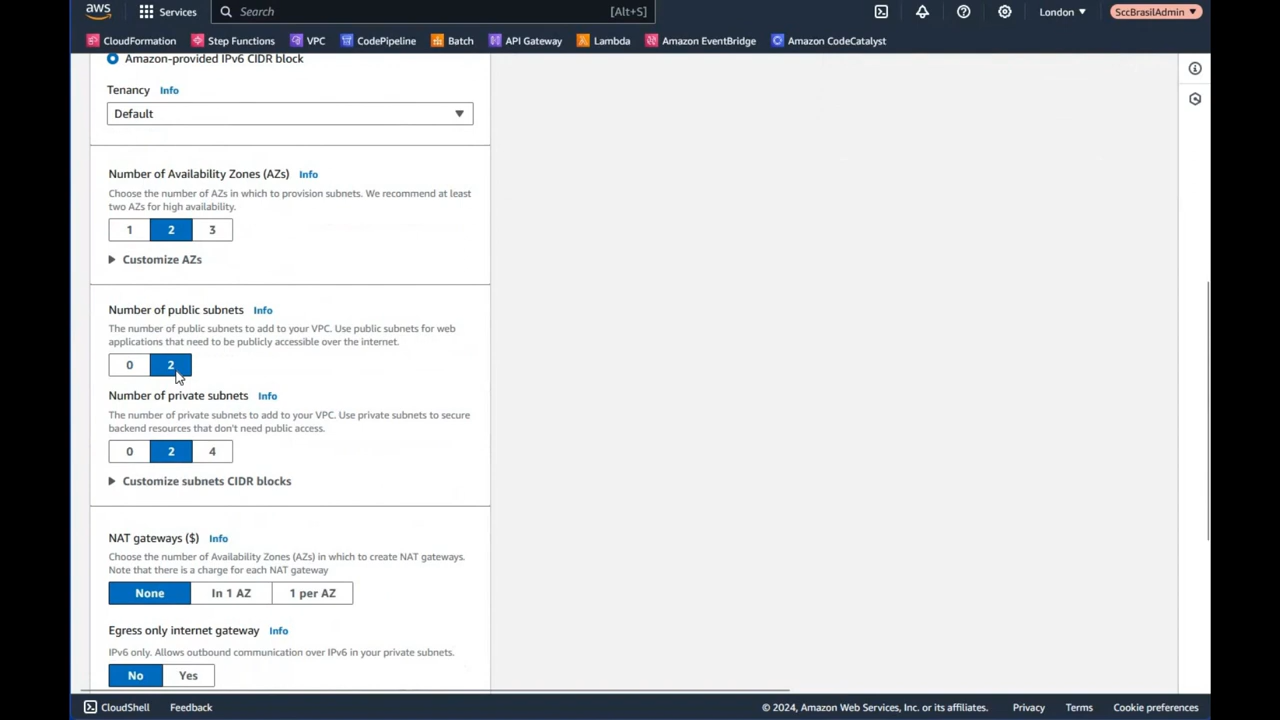 aws
Services
Search
[Alt+S]
London
SccBrasilAdmin
CloudFormation
Step Functions
VPC
CodePipeline
Batch
API Gateway
Lambda
Amazon EventBridge
Amazon CodeCatalyst
Amazon-provided IPv6 CIDR block
Tenancy Info
Default
Number of Availability Zones (AZs) Info
Choose the number of AZs in which to provision subnets. We recommend at least
two AZs for high availability.
1 2 3
Customize AZs
Number of public subnets Info
The number of public subnets to add to your VPC. Use public subnets for web
applications that need to be publicly accessible over the internet.
0 2
Number of private subnets Info
The number of private subnets to add to your VPC. Use private subnets to secure
backend resources that don't need public access.
0 2 4
Customize subnets CIDR blocks
NAT gateways ($) Info
Choose the number of Availability Zones (AZs) in which to create NAT gateways.
Note that there is a charge for each NAT gateway
None In 1 AZ 1 per AZ
Egress only internet gateway Info
IPv6 only. Allows outbound communication over IPv6 in your private subnets.
No Yes
CloudShell Feedback © 2024, Amazon Web Services, Inc. or its affiliates. Privacy Terms Cookie preferences